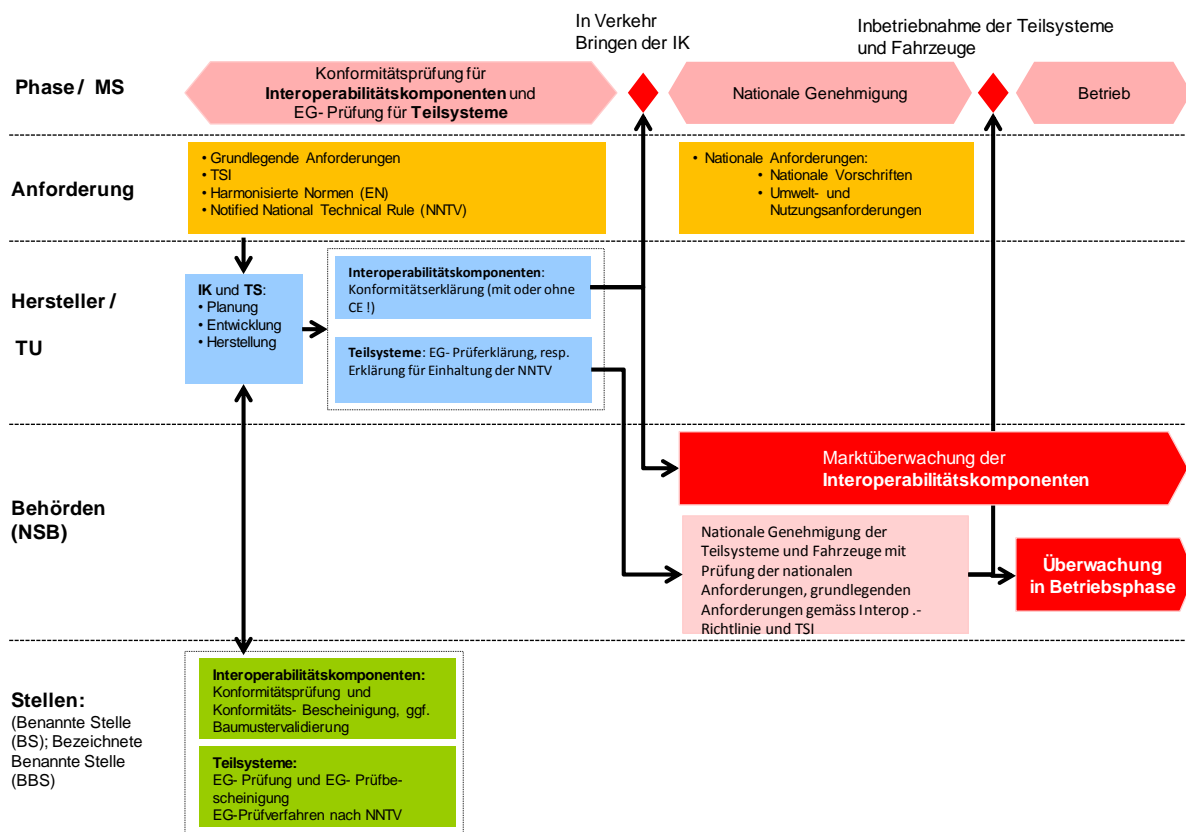 In Verkehr
Bringen der IK
Inbetriebnahme der Teilsysteme
und Fahrzeuge
Phase / MS
Konformitätsprüfung für
Interoperabilitätskomponenten und
EG- Prüfung für Teilsysteme
Nationale Genehmigung
Betrieb
Anforderung
• Grundlegende Anforderungen
• TSI
• Harmonisierte Normen (EN)
• Notified National Technical Rule (NNTV)
• Nationale Anforderungen:
• Nationale Vorschriften
• Umwelt- und
Nutzungsanforderungen
Hersteller /
TU
IK und TS:
• Planung
• Entwicklung
• Herstellung
Interoperabilitätskomponenten:
Konformitätserklärung (mit oder ohne
CE !)
Teilsysteme: EG- Prüferklärung, resp.
Erklärung für Einhaltung der NNTV
Behörden
(NSB)
Marktüberwachung der
Interoperabilitätskomponenten
Nationale Genehmigung der
Teilsysteme und Fahrzeuge mit
Prüfung der nationalen
Anforderungen, grundlegenden
Anforderungen gemäss Interop .-
Richtlinie und TSI
Überwachung
in Betriebsphase
Stellen:
(Benannte Stelle
(BS); Bezeichnete
Benannte Stelle
(BBS)
Interoperabilitätskomponenten:
Konformitätsprüfung und
Konformitäts- Bescheinigung, ggf.
Baumustervalidierung
Teilsysteme:
EG- Prüfung und EG- Prüfbe-
scheinigung
EG-Prüfverfahren nach NNTV